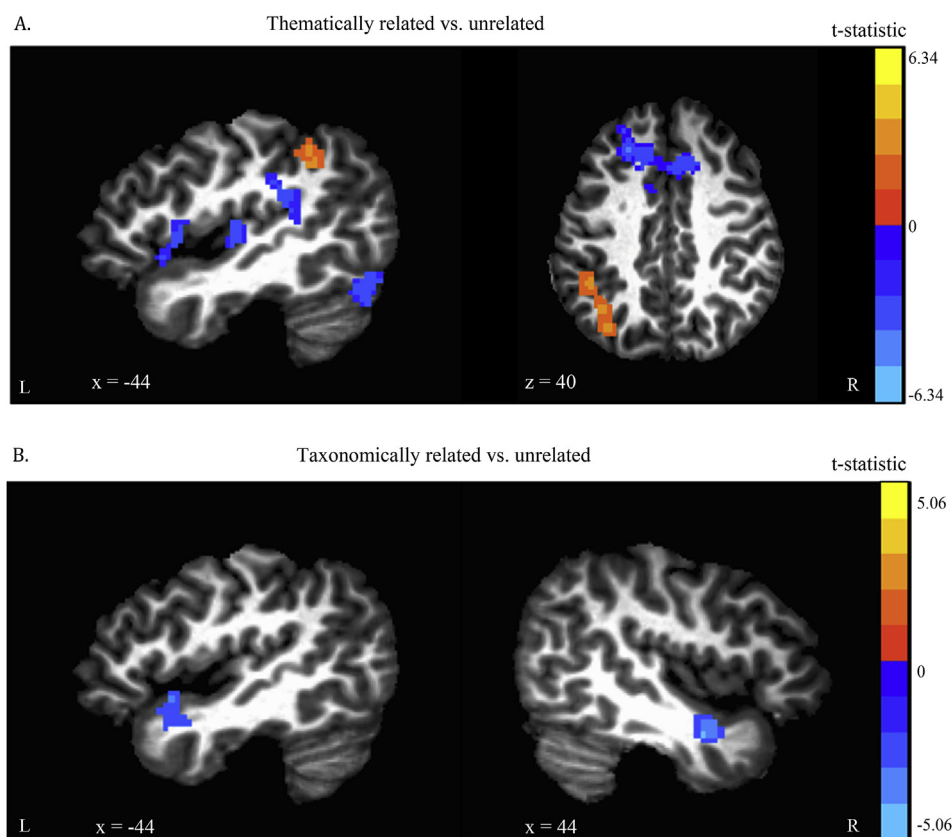 A.
Thematically related vs. unrelated
t-statistic
6.34
0
-6.34
L
x = -44
z = 40
R
B.
Taxonomically related vs. unrelated
t-statistic
5.06
0
-5.06
L
x = -44
x = 44
R